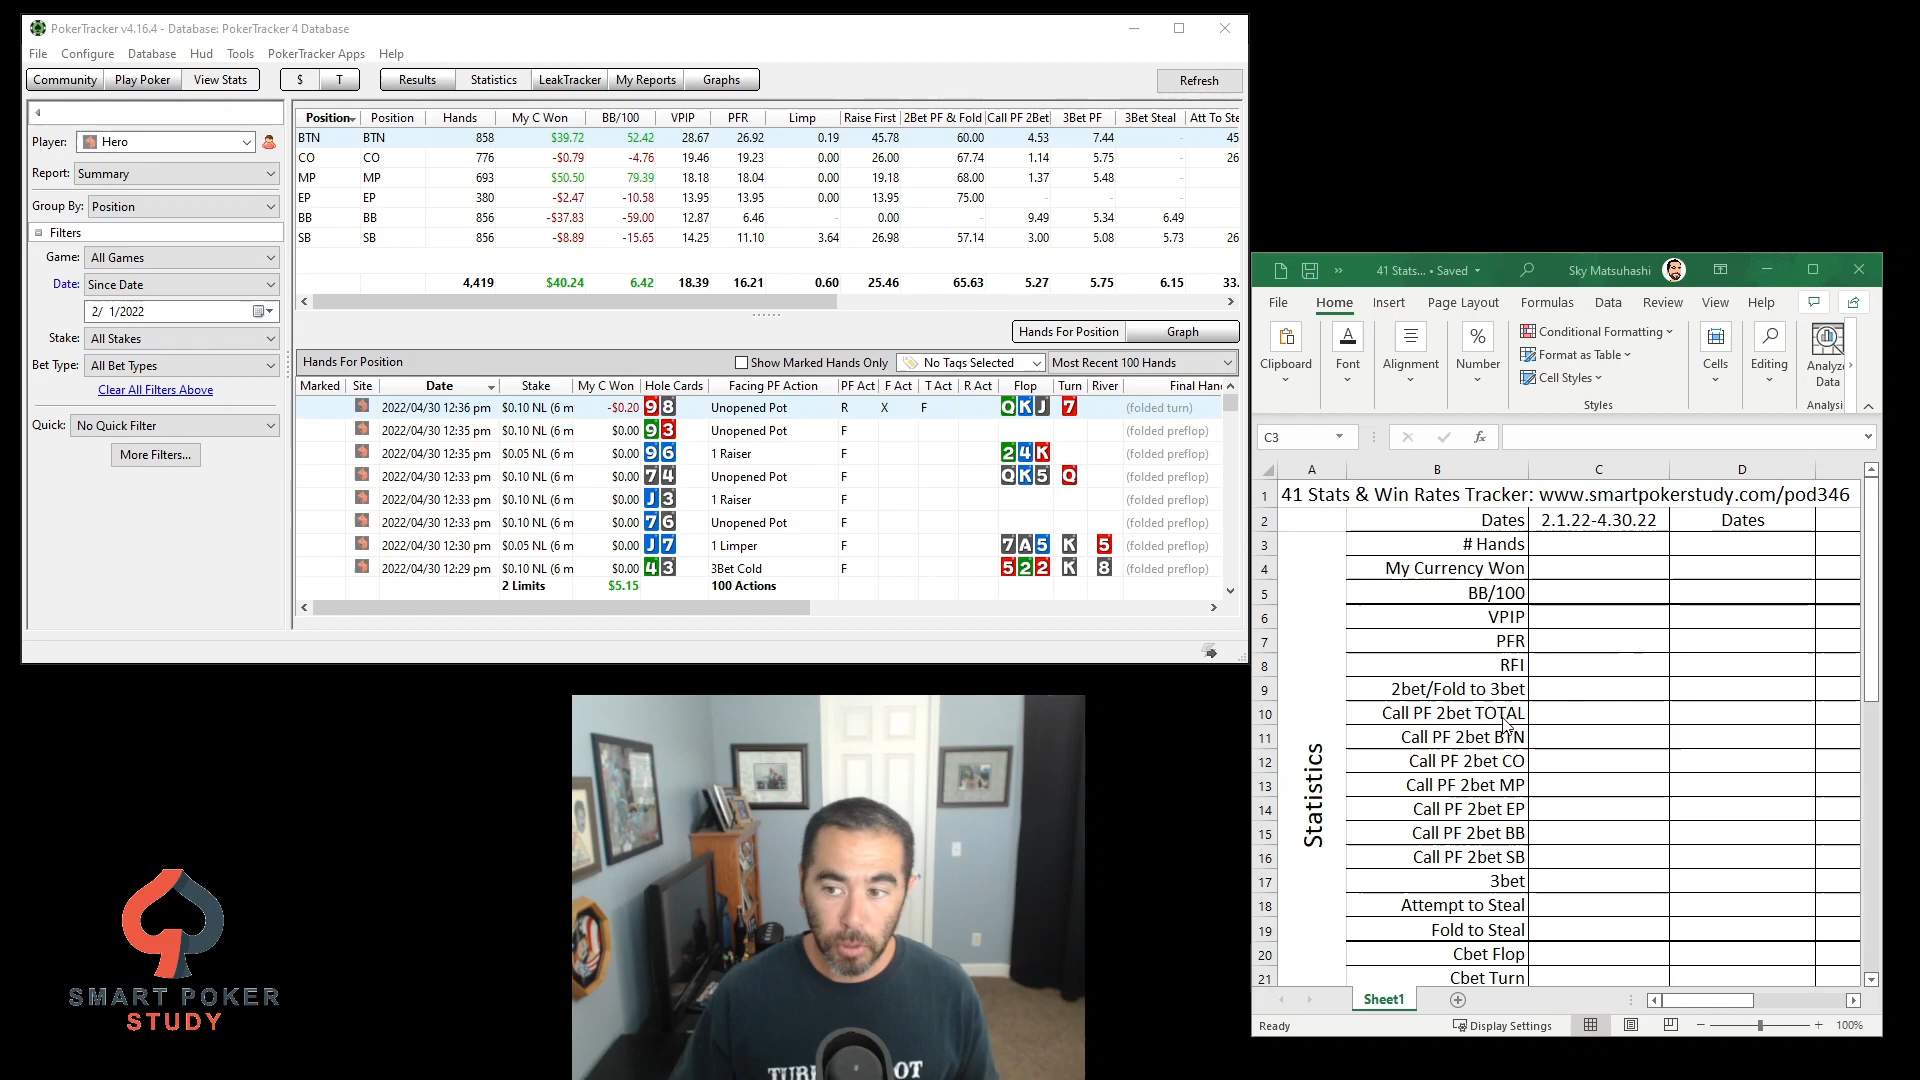 PokerTracker v4.16.4 - Database: PokerTracker 4 Database
File Configure Database Hud Tools PokerTracker Apps Help
Community Play Poker View Stats $ T Results Statistics LeakTracker My Reports Graphs Refresh
Player: Hero
Report: Summary
Group By: Position
Filters
Game: All Games
Date: Since Date
2/ 1/2022
Stake: All Stakes
Bet Type: All Bet Types
Clear All Filters Above
Quick: No Quick Filter
More Filters...
Position Position Hands My C Won BB/100 VPIP PFR Limp Raise First 2Bet PF & Fold Call PF 2Bet 3Bet PF 3Bet Steal Att To Ste
BTN BTN 858 $39.72 52.42 28.67 26.92 0.19 45.78 60.00 4.53 7.44 - 45
CO CO 776 -$0.79 -4.76 19.46 19.23 0.00 26.00 67.74 1.14 5.75 - 26
MP MP 693 $50.50 79.39 18.18 18.04 0.00 19.18 68.00 1.37 5.48 -
EP EP 380 -$2.47 -10.58 13.95 13.95 0.00 13.95 75.00 - - -
BB BB 856 -$37.83 -59.00 12.87 6.46 - 0.00 - 9.49 5.34 6.49
SB SB 856 -$8.89 -15.65 14.25 11.10 3.64 26.98 57.14 3.00 5.08 5.73 26
4,419 $40.24 6.42 18.39 16.21 0.60 25.46 65.63 5.27 5.75 6.15 33.
Hands For Position Graph
Hands For Position Show Marked Hands Only No Tags Selected Most Recent 100 Hands
Marked Site Date Stake My C Won Hole Cards Facing PF Action PF Act F Act T Act R Act Flop Turn River Final Han
2022/04/30 12:36 pm $0.10 NL (6 m -$0.20 9 8 Unopened Pot R X F Q K J 7 (folded turn)
2022/04/30 12:35 pm $0.10 NL (6 m $0.00 9 3 Unopened Pot F (folded preflop)
2022/04/30 12:35 pm $0.05 NL (6 m $0.00 9 6 1 Raiser F 2 4 K (folded preflop)
2022/04/30 12:33 pm $0.10 NL (6 m $0.00 7 4 Unopened Pot F Q K 5 Q (folded preflop)
2022/04/30 12:33 pm $0.10 NL (6 m $0.00 J 3 1 Raiser F (folded preflop)
2022/04/30 12:33 pm $0.10 NL (6 m $0.00 7 6 Unopened Pot F (folded preflop)
2022/04/30 12:30 pm $0.05 NL (6 m $0.00 J 7 1 Limper F 7 A 5 K 5 (folded preflop)
2022/04/30 12:29 pm $0.10 NL (6 m $0.00 4 3 3Bet Cold F 5 2 2 K 8 (folded preflop)
2 Limits $5.15 100 Actions
41 Stats... • Saved Sky Matsuhashi
File Home Insert Page Layout Formulas Data Review View Help
Clipboard Font Alignment Number Conditional Formatting Format as Table Cell Styles Styles Cells Editing Analyze Data Analysi
C3 fx
A B C D
1 41 Stats & Win Rates Tracker: www.smartpokerstudy.com/pod346
2 Dates 2.1.22-4.30.22 Dates
3 # Hands
4 My Currency Won
5 BB/100
6 VPIP
7 PFR
8 RFI
9 2bet/Fold to 3bet
10 Call PF 2bet TOTAL
11 Call PF 2bet BTN
12 Call PF 2bet CO
13 Call PF 2bet MP
14 Call PF 2bet EP
15 Call PF 2bet BB
16 Call PF 2bet SB
17 3bet
18 Attempt to Steal
19 Fold to Steal
20 Cbet Flop
21 Cbet Turn
Statistics
Sheet1
Ready Display Settings 100%
SMART POKER
STUDY